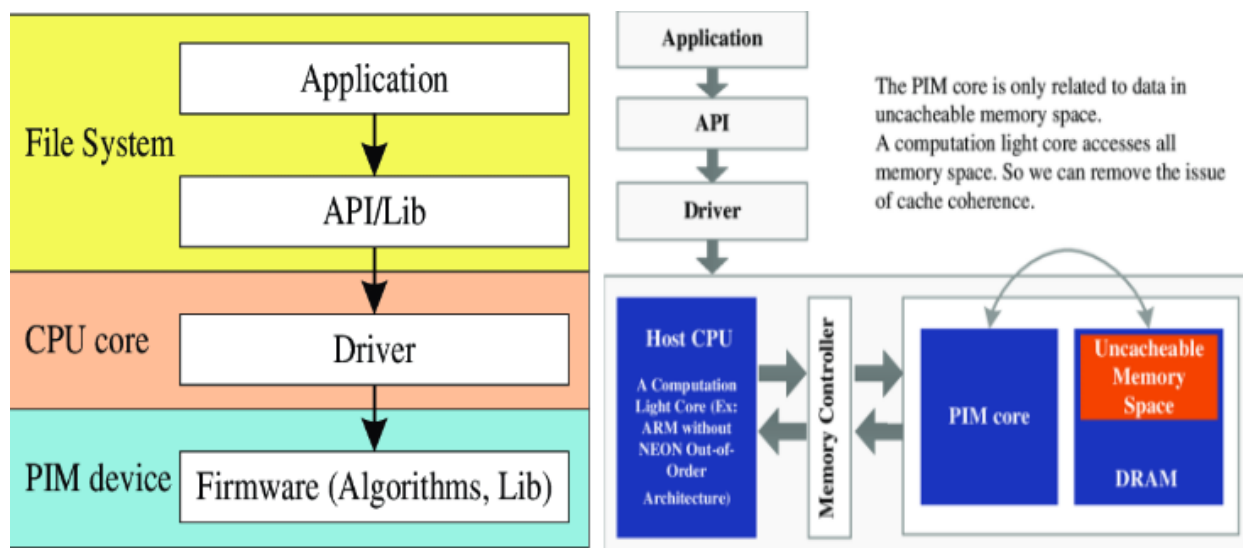 File System
Application
API/Lib
CPU core
Driver
PIM device
Firmware (Algorithms, Lib)
Application
API
Driver
The PIM core is only related to data in
uncacheable memory space.
A computation light core accesses all
memory space. So we can remove the issue
of cache coherence.
Host CPU
A Computation
Light Core (Ex:
ARM without
NEON Out-of-
Order
Architecture)
Memory Controller
PIM core
Uncacheable
Memory
Space
DRAM